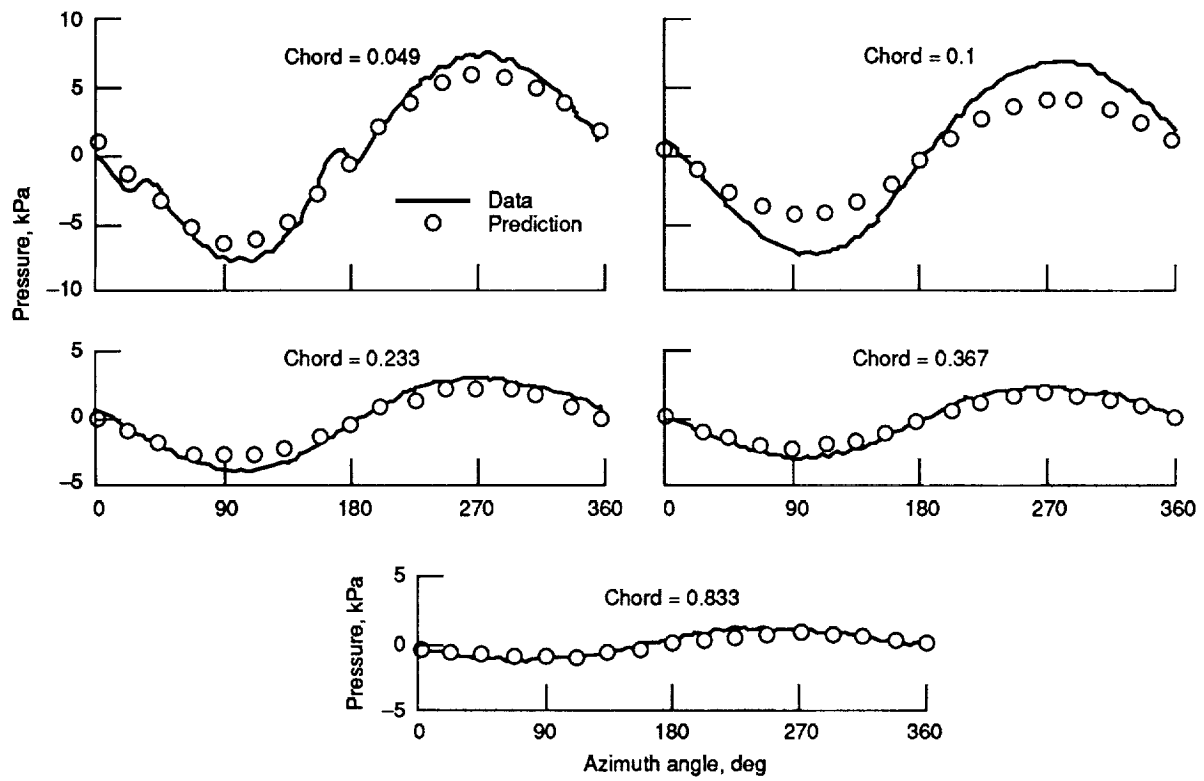 10
5
0
−5
−10
Pressure, kPa
Chord = 0.049
Data
Prediction
Chord = 0.1
5
0
−5
Chord = 0.233
0 90 180 270 360
Chord = 0.367
0 90 180 270 360
5
0
−5
Pressure, kPa
Chord = 0.833
0 90 180 270 360
Azimuth angle, deg